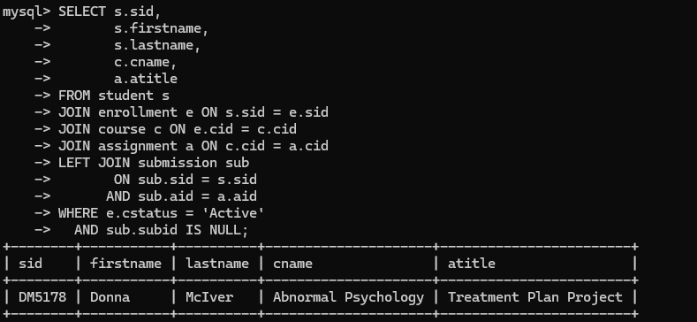 mysql> SELECT s.sid,
    ->        s.firstname,
    ->        s.lastname,
    ->        c.cname,
    ->        a.atitle
    -> FROM student s
    -> JOIN enrollment e ON s.sid = e.sid
    -> JOIN course c ON e.cid = c.cid
    -> JOIN assignment a ON c.cid = a.cid
    -> LEFT JOIN submission sub
    ->        ON sub.sid = s.sid
    ->       AND sub.aid = a.aid
    -> WHERE e.cstatus = 'Active'
    ->   AND sub.subid IS NULL;
+--------+-----------+----------+---------------------+------------------------+
| sid    | firstname | lastname | cname               | atitle                 |
+--------+-----------+----------+---------------------+------------------------+
| DM5178 | Donna     | McIver   | Abnormal Psychology | Treatment Plan Project |
+--------+-----------+----------+---------------------+------------------------+